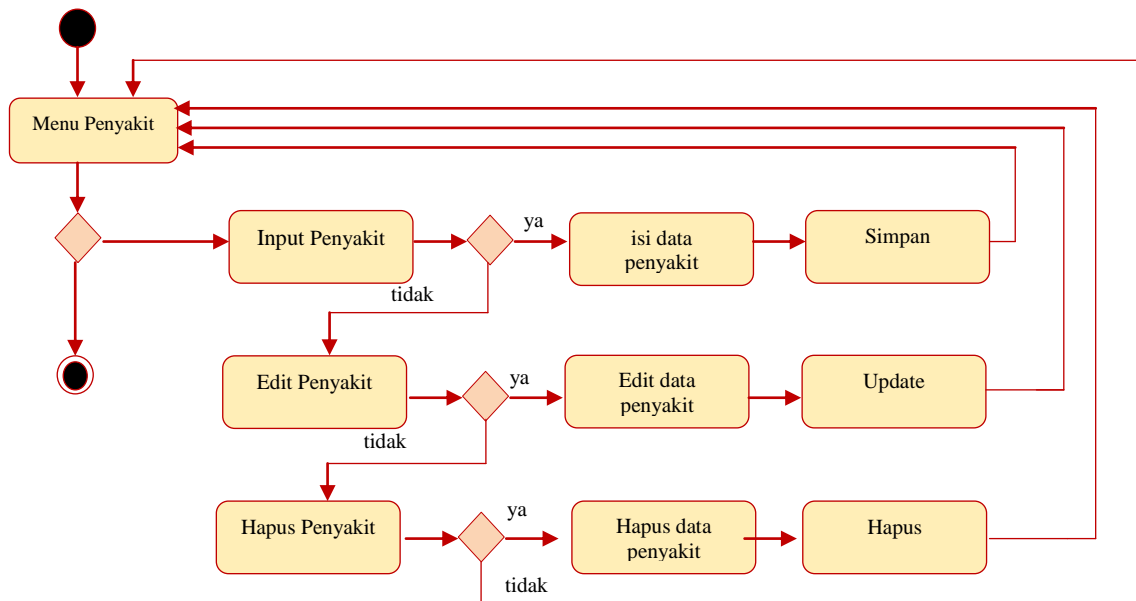 Menu Penyakit
Input Penyakit
ya
isi data
penyakit
Simpan
tidak
Edit Penyakit
ya
Edit data
penyakit
Update
tidak
Hapus Penyakit
ya
Hapus data
penyakit
Hapus
tidak